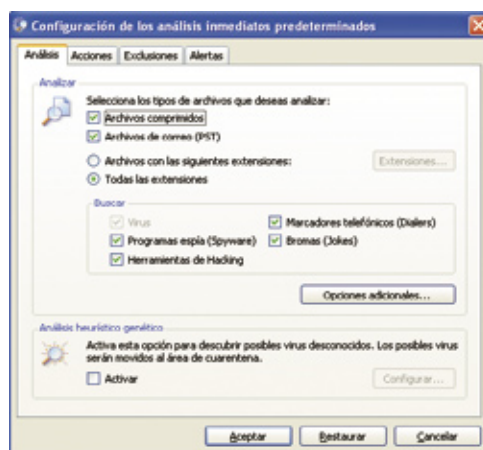 Configuración de los análisis inmediatos predeterminados
Análisis Acciones Exclusiones Alertas
Analizar
Selecciona los tipos de archivos que deseas analizar:
Archivos comprimidos
Archivos de correo (PST)
Archivos con las siguientes extensiones: Extensiones...
Todas las extensiones
Buscar
Virus Marcadores telefónicos (Dialers)
Programas espía (Spyware) Bromas (Jokes)
Herramientas de Hacking
Opciones adicionales...
Análisis heurístico genético
Activa esta opción para descubrir posibles virus desconocidos. Los posibles virus
serán movidos al área de cuarentena.
Activar Configurar...
Aceptar Restaurar Cancelar